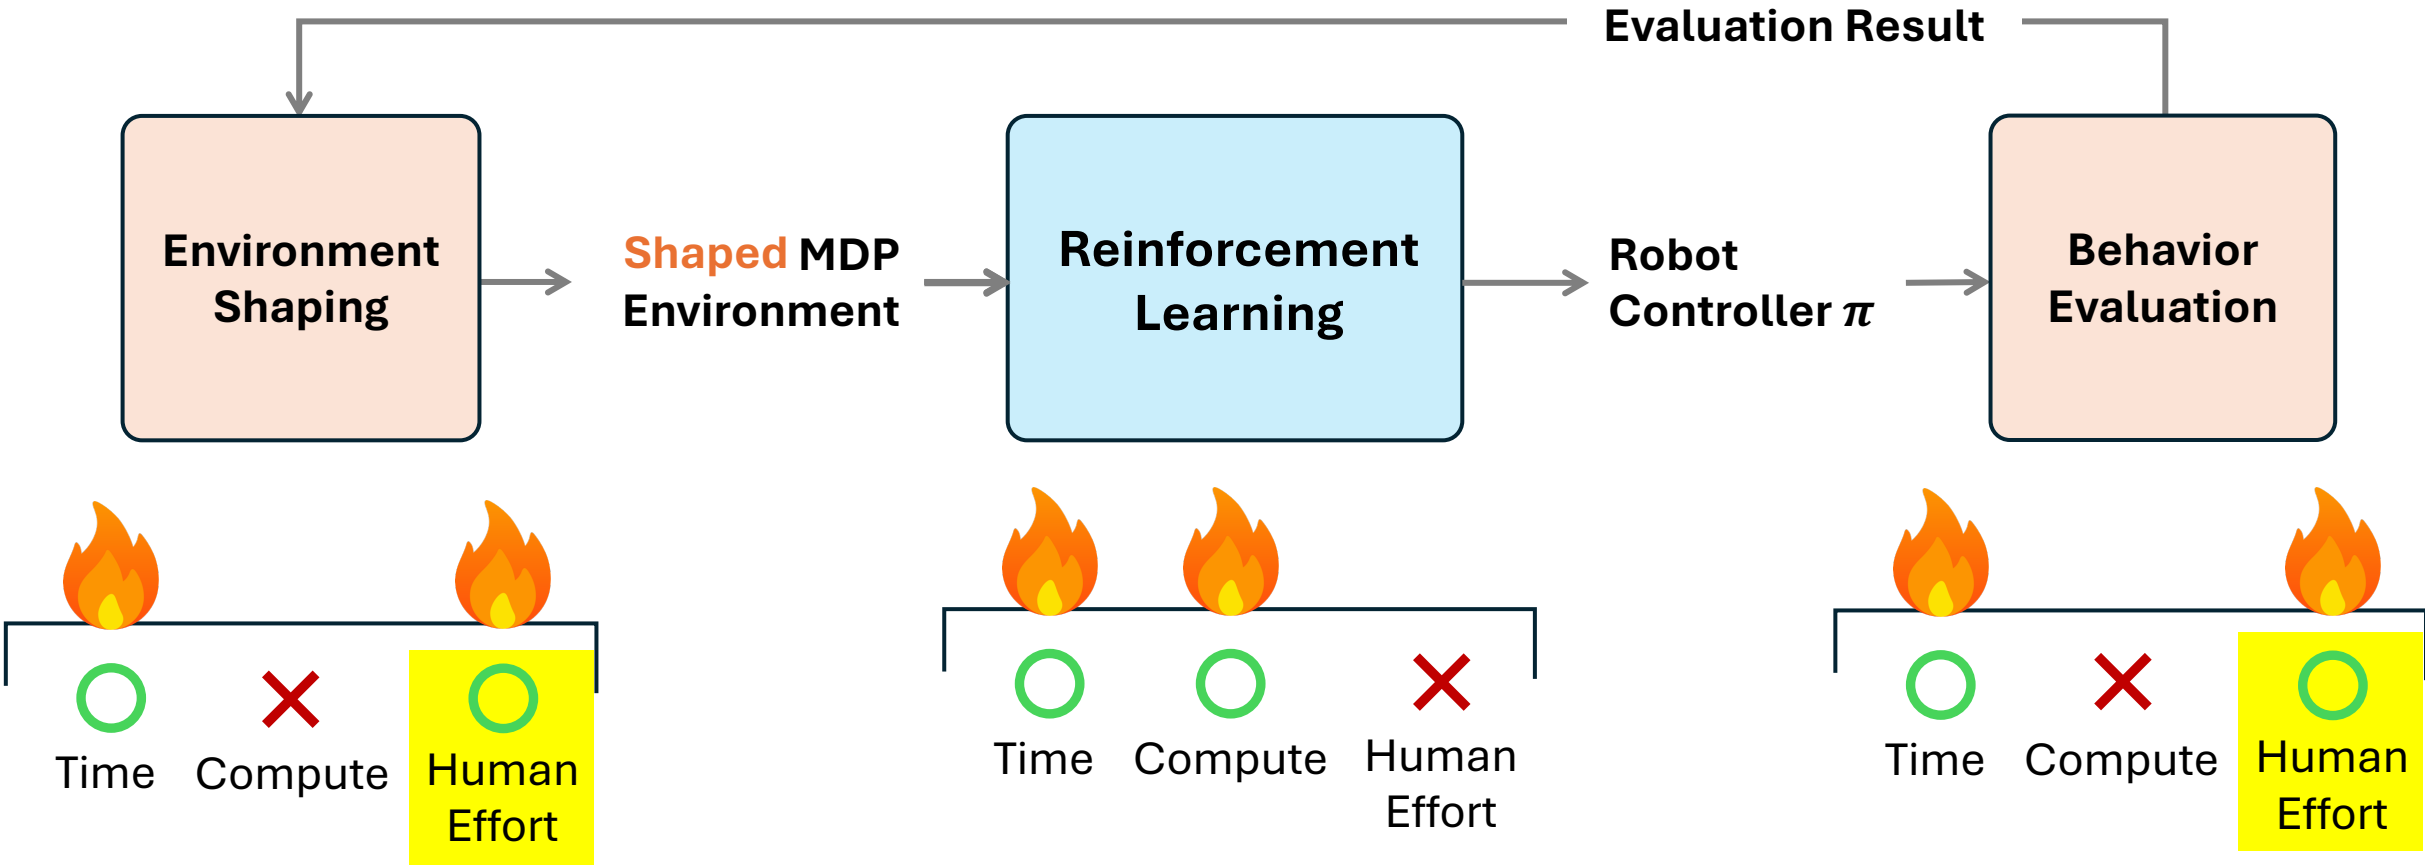 Evaluation Result
Environment
Shaping
Shaped MDP
Environment
Reinforcement
Learning
Robot
Controller π
Behavior
Evaluation
Time
Compute
Human
Effort
Time
Compute
Human
Effort
Time
Compute
Human
Effort